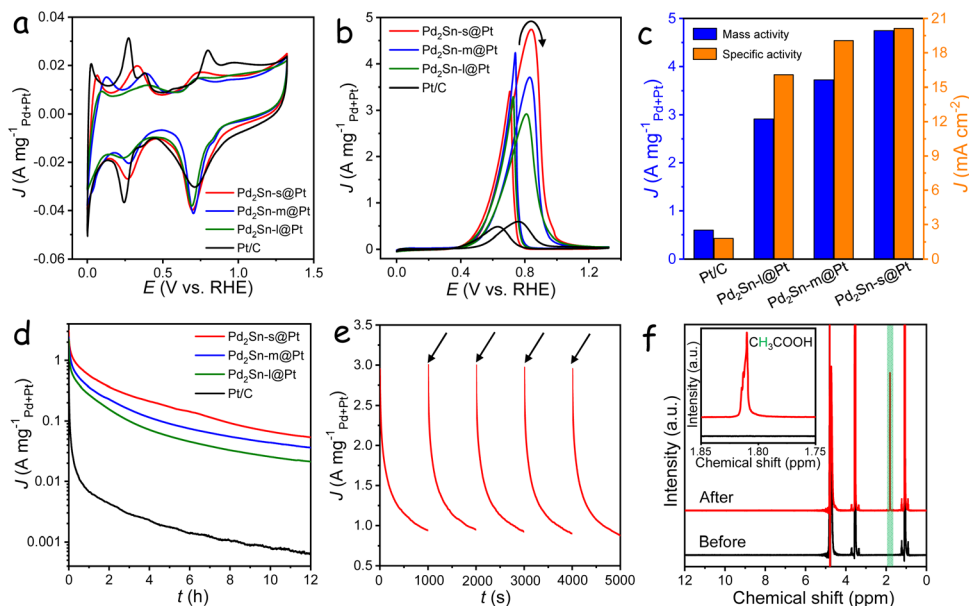 a
0.04
0.02
0.00
-0.02
-0.04
-0.06
J (A mg⁻¹Pd+Pt)
Pd₂Sn-s@Pt
Pd₂Sn-m@Pt
Pd₂Sn-l@Pt
Pt/C
0.0 0.5 1.0 1.5
E (V vs. RHE)
b
5
4
3
2
1
0
J (A mg⁻¹Pd+Pt)
Pd₂Sn-s@Pt
Pd₂Sn-m@Pt
Pd₂Sn-l@Pt
Pt/C
0.0 0.4 0.8 1.2
E (V vs. RHE)
c
5
4
3
2
1
0
J (A mg⁻¹Pd+Pt)
Mass activity
Specific activity
21
18
15
12
9
6
3
0
J (mA cm⁻²)
Pt/C
Pd₂Sn-l@Pt
Pd₂Sn-m@Pt
Pd₂Sn-s@Pt
d
1
0.1
0.01
0.001
J (A mg⁻¹Pd+Pt)
Pd₂Sn-s@Pt
Pd₂Sn-m@Pt
Pd₂Sn-l@Pt
Pt/C
0 2 4 6 8 10 12
t (h)
e
3.5
3.0
2.5
2.0
1.5
1.0
0.5
J (A mg⁻¹Pd+Pt)
0 1000 2000 3000 4000 5000
t (s)
f
Intensity (a.u.)
Intensity (a.u.)
CH₃COOH
1.85 1.80 1.75
Chemical shift (ppm)
After
Before
12 10 8 6 4 2 0
Chemical shift (ppm)